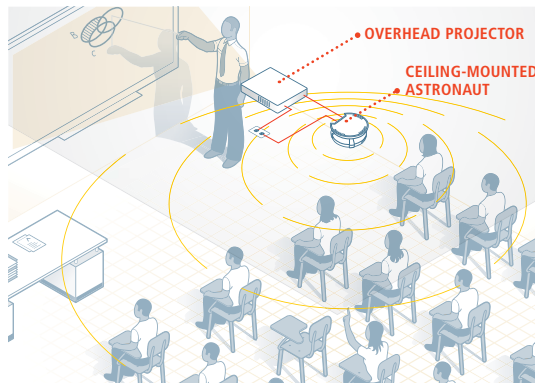 OVERHEAD PROJECTOR
CEILING-MOUNTED
ASTRONAUT
B
C